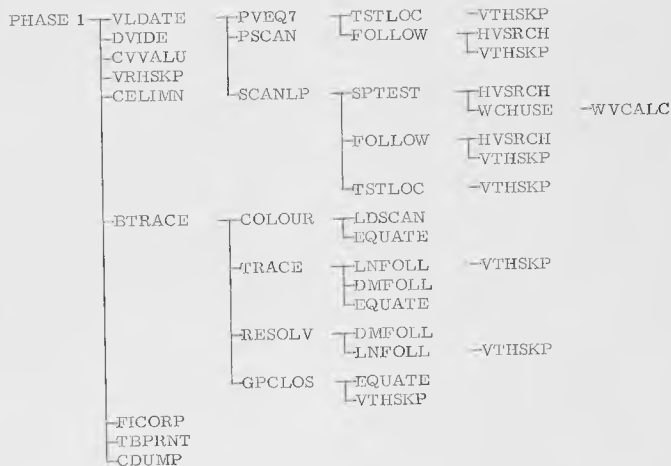 PHASE 1 VLDATE PVEQ7 TSTLOC VTHSKP
DVIDE PSCAN FOLLOW HVSRCH
CVVALU VTHSKP
VRHSKP
CELIMN SCANLP SPTEST HVSRCH
WCHUSE WVCALC
FOLLOW HVSRCH
VTHSKP
TSTLOC VTHSKP
BTRACE COLOUR LDSCAN
EQUATE
TRACE LNFOLL VTHSKP
DMFOLL
EQUATE
RESOLV DMFOLL
LNFOLL VTHSKP
GPCLOS EQUATE
VTHSKP
FICORP
TBPRNT
CDUMP